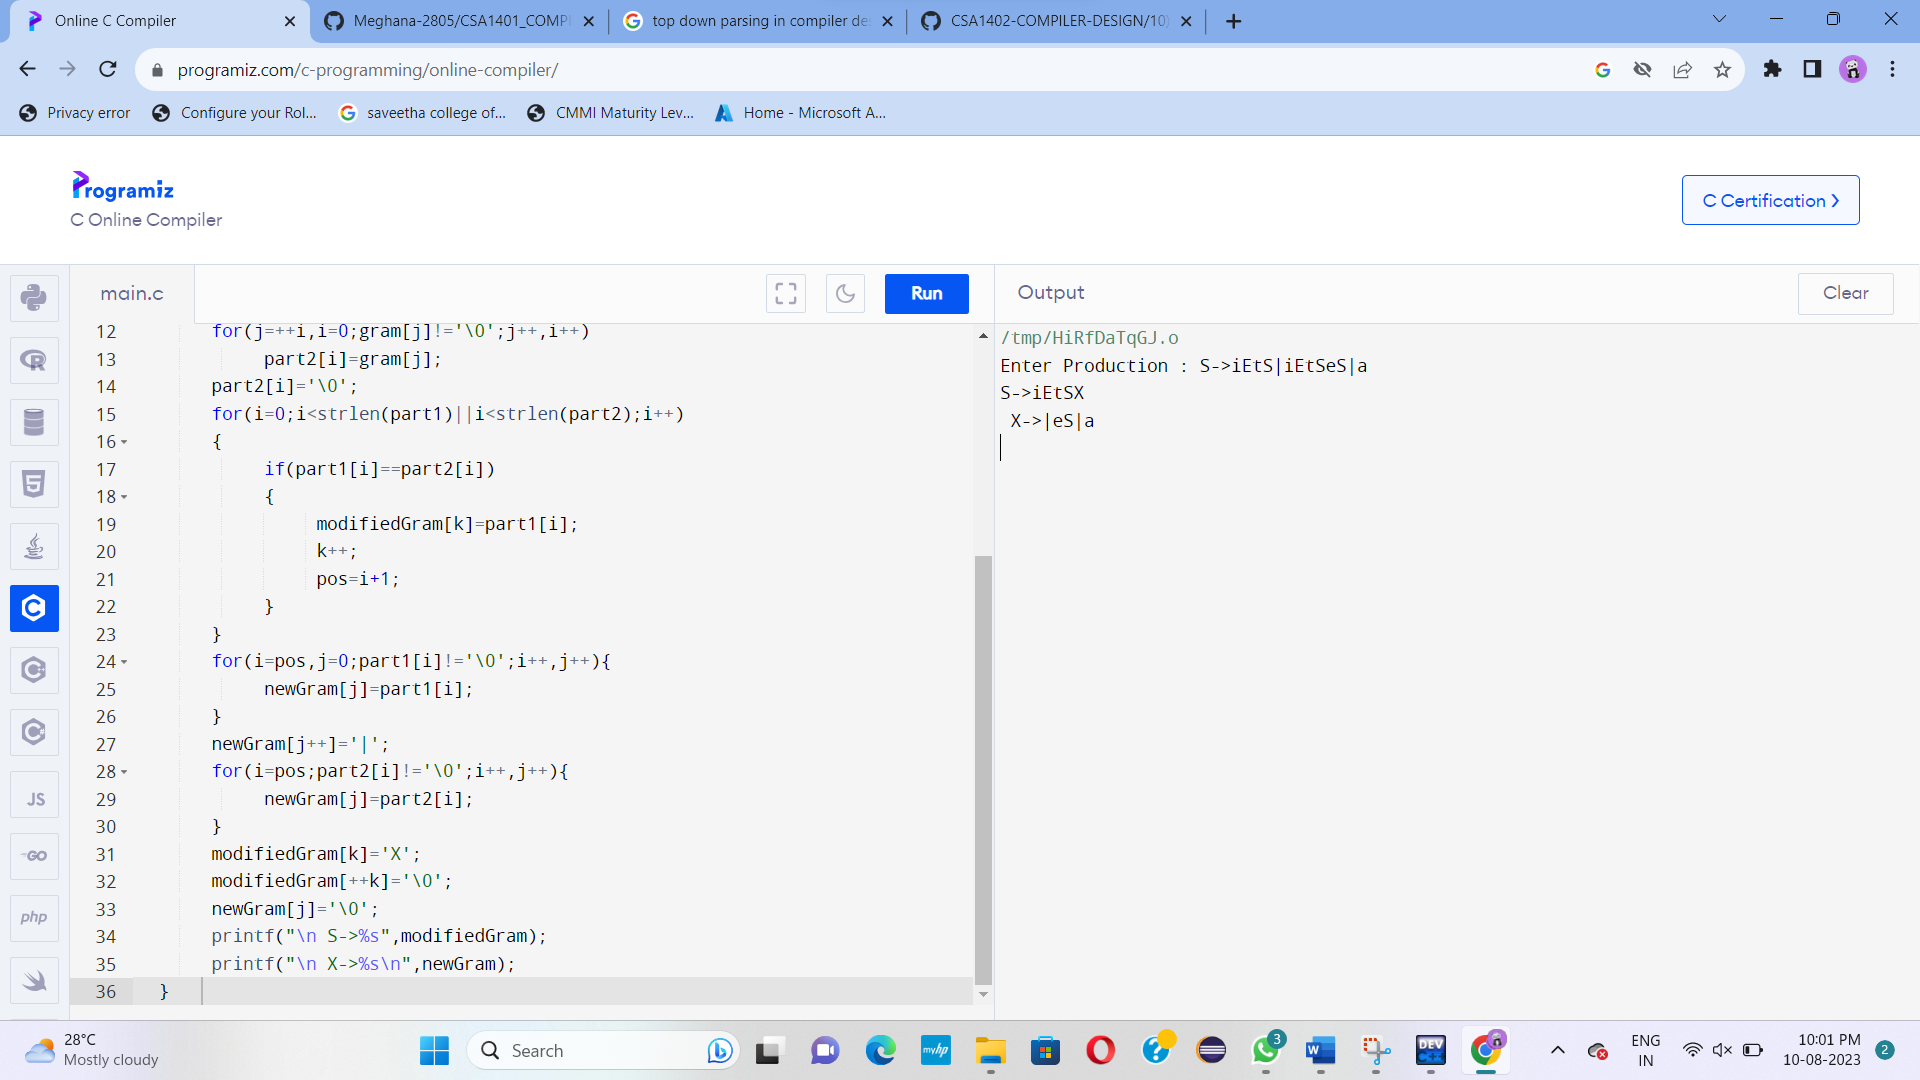 Online C Compiler
Meghana-2805/CSA1401_COMPI
top down parsing in compiler des
CSA1402-COMPILER-DESIGN/10)
programiz.com/c-programming/online-compiler/
Privacy error
Configure your Rol...
saveetha college of...
CMMI Maturity Lev...
Home - Microsoft A...
Programiz
C Online Compiler
C Certification >
main.c
Run
Output
Clear
12 for(j=++i,i=0;gram[j]!='\0';j++,i++)
13 part2[i]=gram[j];
14 part2[i]='\0';
15 for(i=0;i<strlen(part1)||i<strlen(part2);i++)
16 {
17 if(part1[i]==part2[i])
18 {
19 modifiedGram[k]=part1[i];
20 k++;
21 pos=i+1;
22 }
23 }
24 for(i=pos,j=0;part1[i]!='\0';i++,j++){
25 newGram[j]=part1[i];
26 }
27 newGram[j++]='|';
28 for(i=pos;part2[i]!='\0';i++,j++){
29 newGram[j]=part2[i];
30 }
31 modifiedGram[k]='X';
32 modifiedGram[++k]='\0';
33 newGram[j]='\0';
34 printf("\n S->%s",modifiedGram);
35 printf("\n X->%s\n",newGram);
36 }
/tmp/HiRfDaTqGJ.o
Enter Production : S->iEtS|iEtSeS|a
S->iEtSX
X->|eS|a
JS
GO
php
28°C
Mostly cloudy
Search
myhp
DEV
C++
3
ENG
IN
10:01 PM
10-08-2023
2